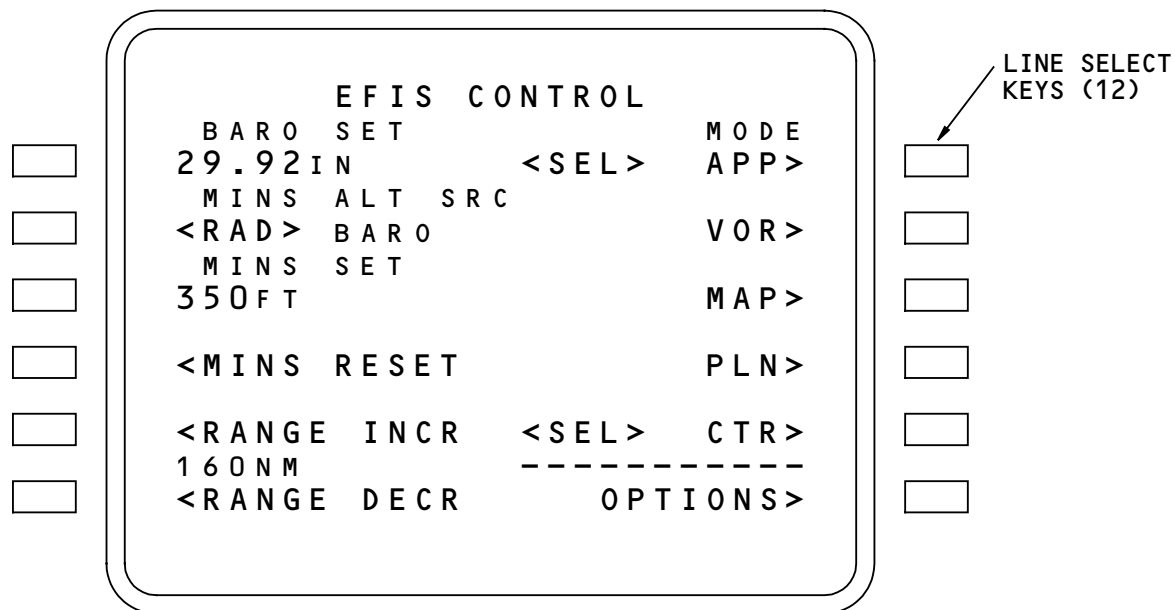 EFIS CONTROL
BARO SET MODE
29.92IN <SEL> APP>
MINS ALT SRC
<RAD> BARO VOR>
MINS SET
350FT MAP>
<MINS RESET PLN>
<RANGE INCR <SEL> CTR>
160NM -----------
<RANGE DECR OPTIONS>
LINE SELECT
KEYS (12)